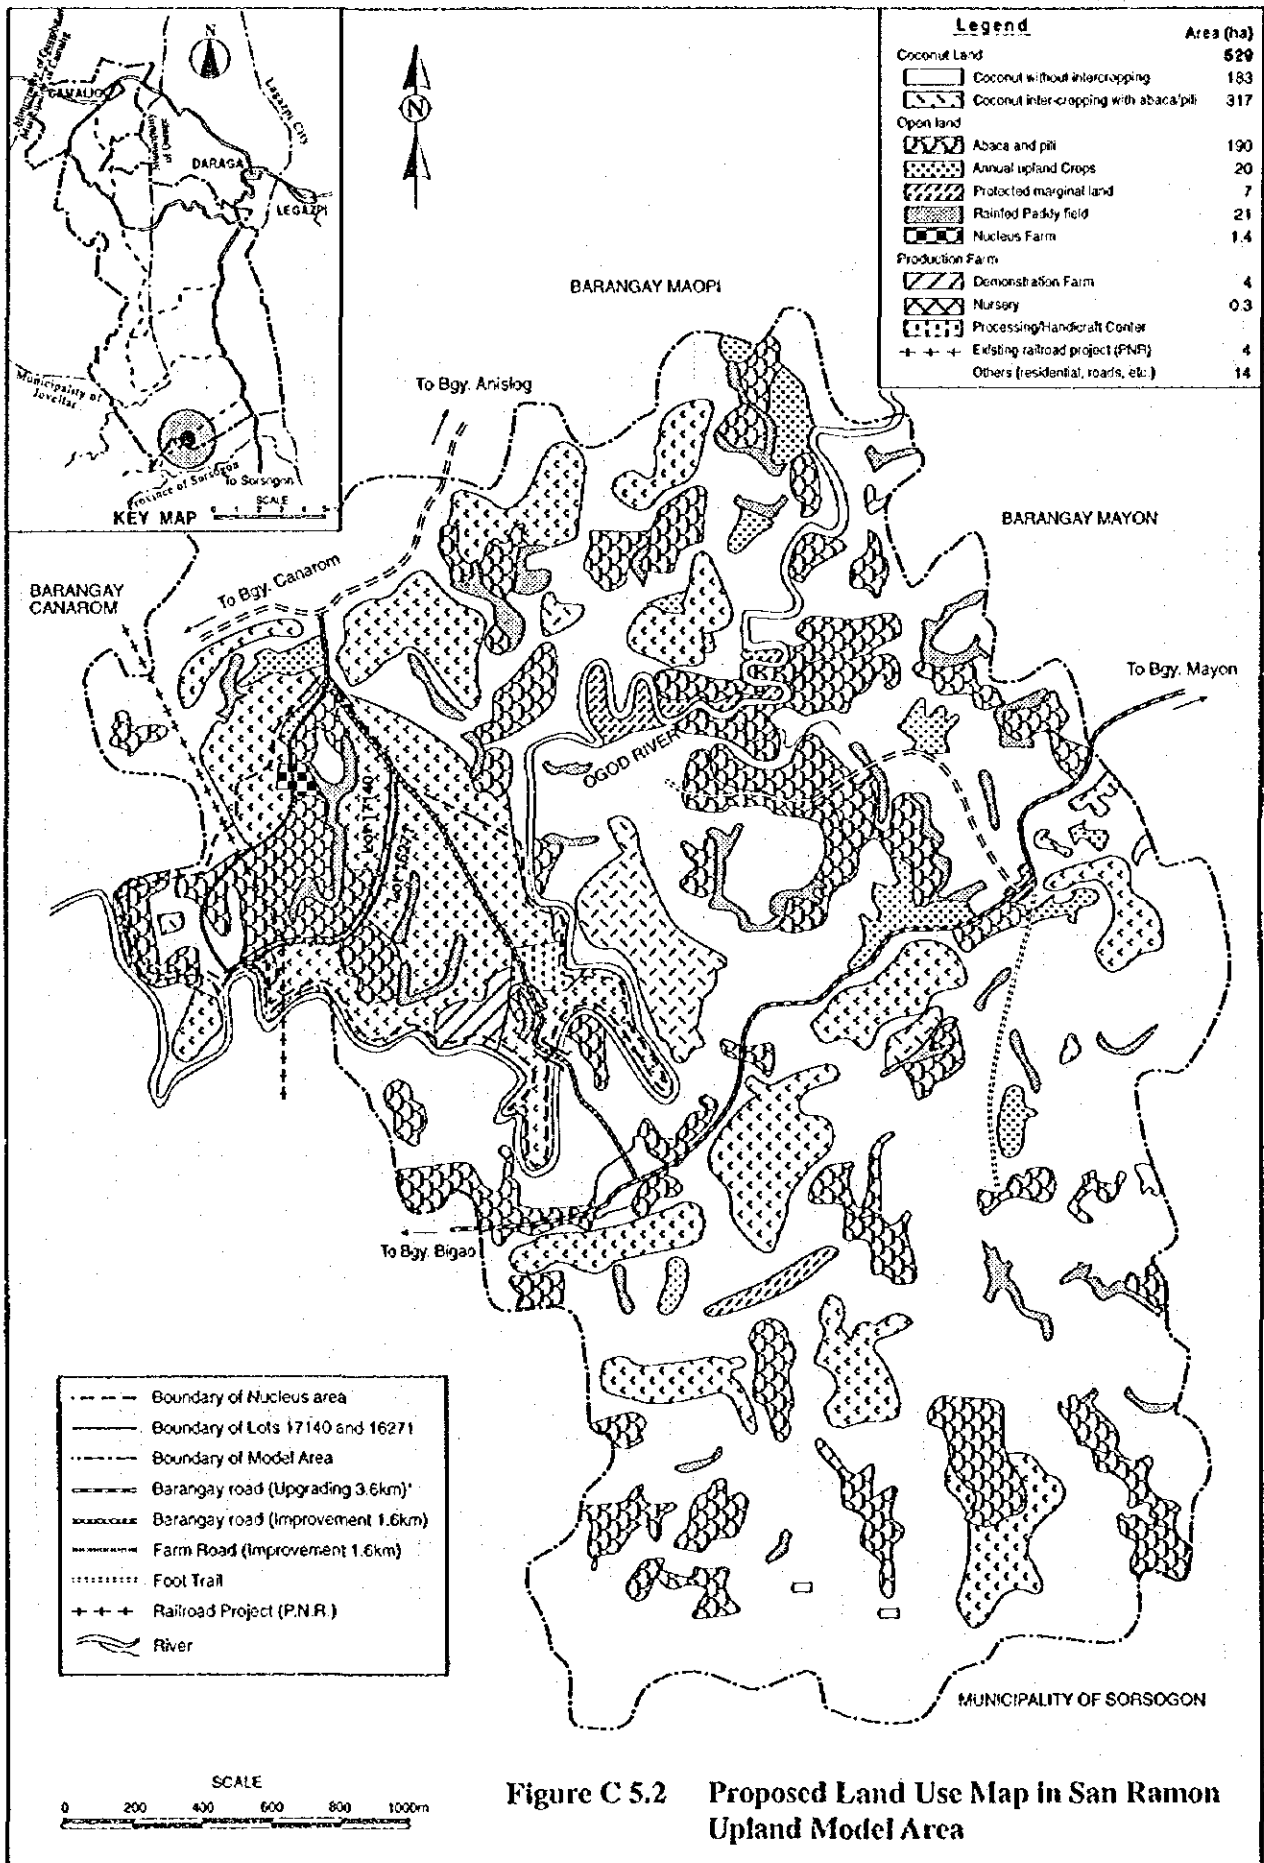 N
CAMALIG
Municipality of Daraga
Legazpi City
DARAGA
LEGAZPI
Municipality of Jovellar
Province of Sorsogon
To Sorsogon
SCALE
KEY MAP
N
Legend
Area (ha)
Coconut Land 529
Coconut without intercropping 183
Coconut inter-cropping with abaca/pili 317
Open land
Abaca and pili 190
Annual upland Crops 20
Protected marginal land 7
Rainfed Paddy field 21
Nucleus Farm 1.4
Production Farm
Demonstration Farm 4
Nursery 0.3
Processing/Handicraft Center
Existing railroad project (PNR) 4
Others (residential, roads, etc.) 14
BARANGAY MAOPI
To Bgy. Anislog
BARANGAY MAYON
BARANGAY
CANAROM
To Bgy. Canarom
To Bgy. Mayon
OGOD RIVER
Lot 17140
Lot 16271
To Bgy. Bigao
Boundary of Nucleus area
Boundary of Lots 17140 and 16271
Boundary of Model Area
Barangay road (Upgrading 3.6km)*
Barangay road (Improvement 1.6km)
Farm Road (Improvement 1.6km)
Foot Trail
Railroad Project (P.N.R.)
River
MUNICIPALITY OF SORSOGON
SCALE
0 200 400 600 800 1000m
Figure C 5.2 Proposed Land Use Map in San Ramon
Upland Model Area